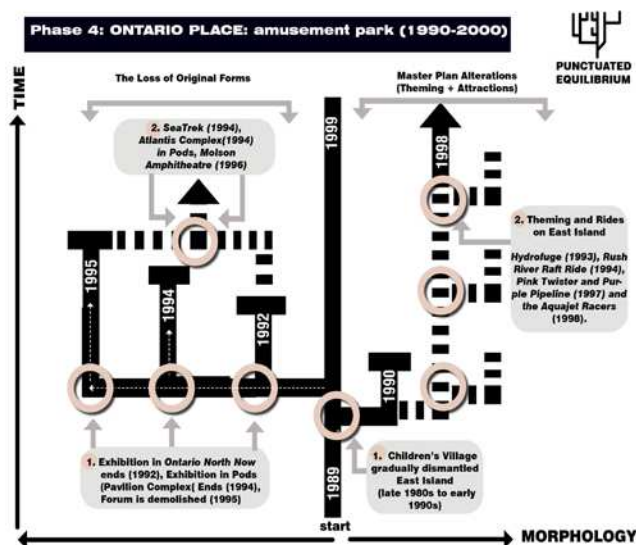 Phase 4: ONTARIO PLACE: amusement park (1990-2000)
PUNCTUATED
EQUILIBRIUM
TIME
The Loss of Original Forms
Master Plan Alterations
(Theming + Attractions)
2. SeaTrek (1994),
Atlantis Complex(1994)
in Pods, Molson
Amphitheatre (1996)
1999
1998
2. Theming and Rides
on East Island
Hydrofuge (1993), Rush
River Raft Ride (1994),
Pink Twister and Pur-
ple Pipeline (1997) and
the Aquajet Racers
(1998).
1995
1994
1992
1990
1. Exhibition in Ontario North Now
ends (1992), Exhibition in Pods
(Pavilion Complex( Ends (1994),
Forum is demolished (1995)
1989
1. Children's Village
gradually dismantled
East Island
(late 1980s to early
1990s)
start
MORPHOLOGY